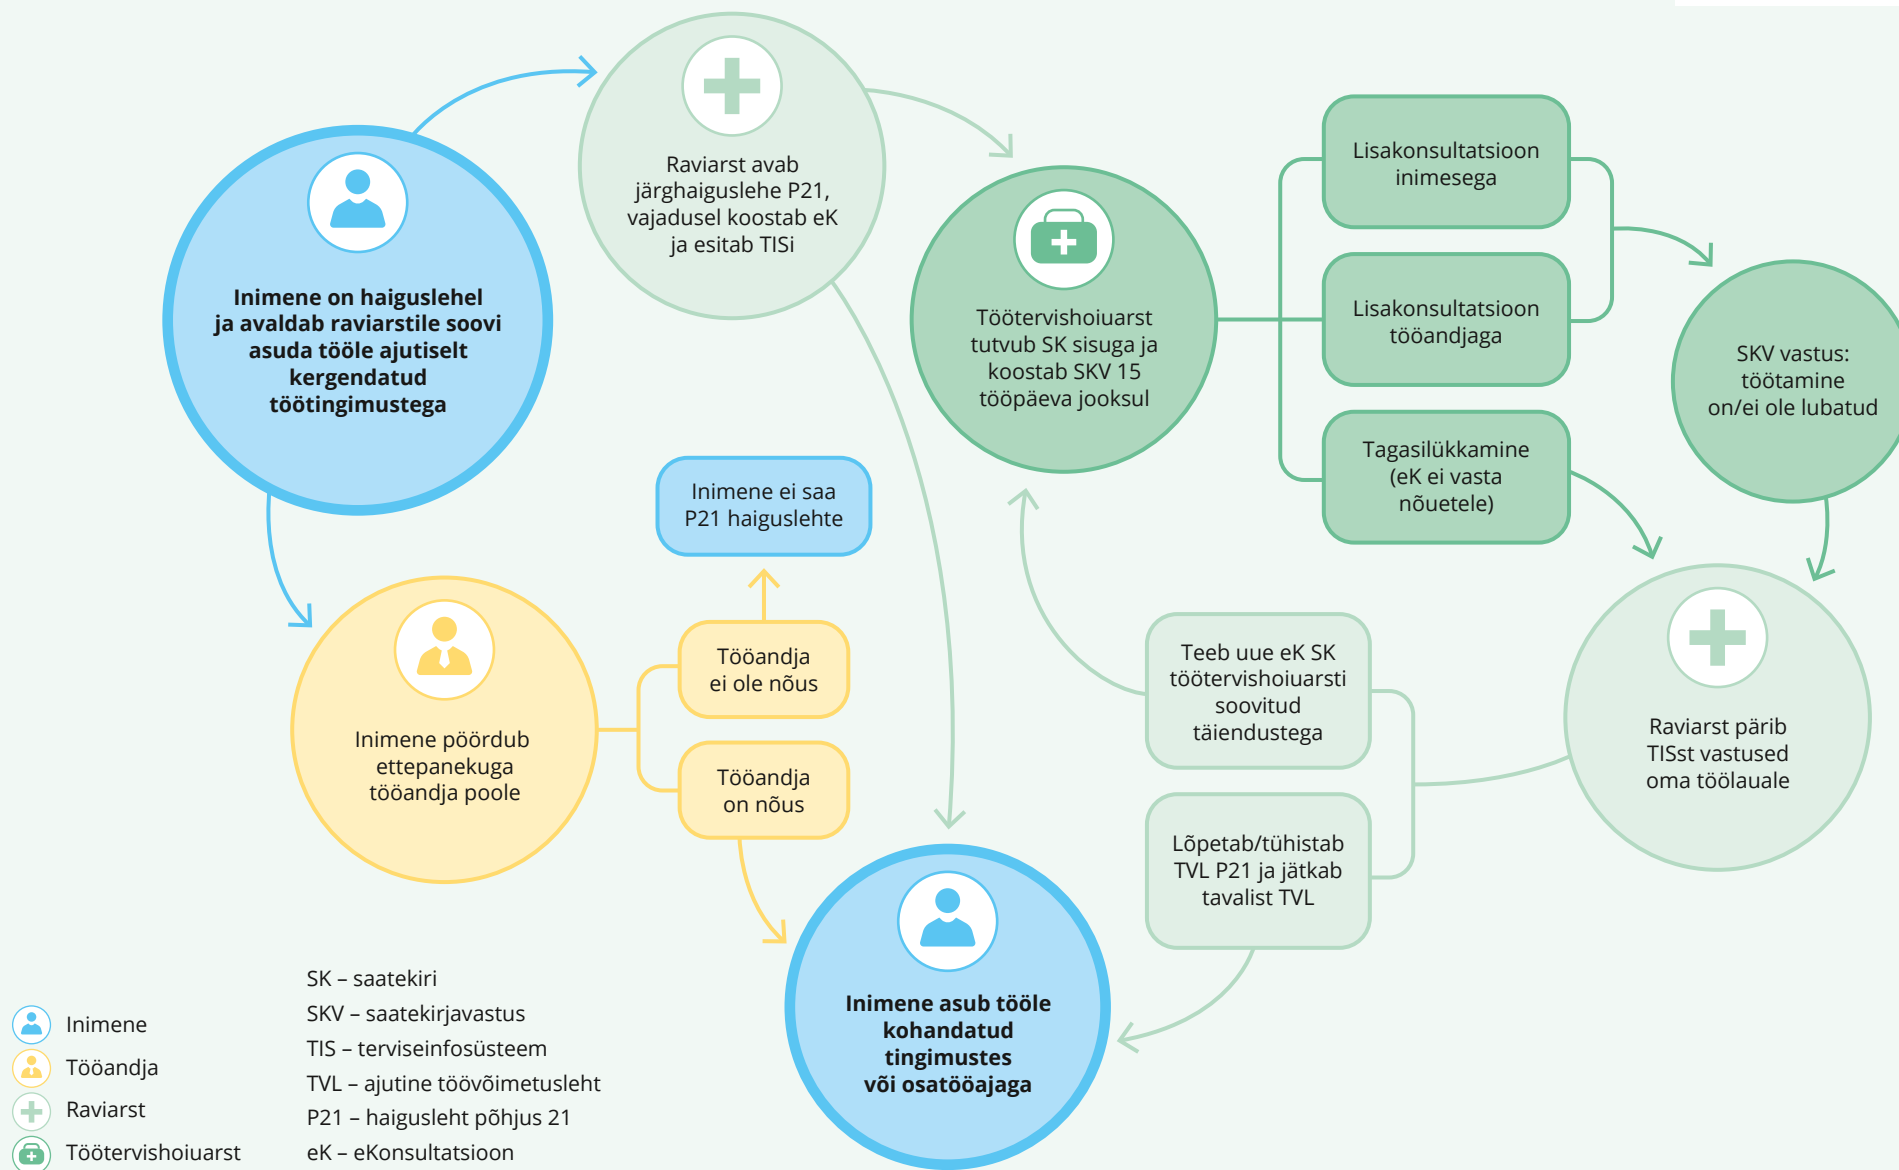 Inimene on haiguslehel
ja avaldab raviarstile soovi
asuda tööle ajutiselt
kergendatud
töötingimustega
Raviarst avab
järghaiguslehe P21,
vajadusel koostab eK
ja esitab TISi
Töötervishoiuarst
tutvub SK sisuga ja
koostab SKV 15
tööpäeva jooksul
Lisakonsultatsioon
inimesega
Lisakonsultatsioon
tööandjaga
Tagasilükkamine
(eK ei vasta
nõuetele)
SKV vastus:
töötamine
on/ei ole lubatud
Inimene ei saa
P21 haiguslehte
Inimene pöördub
ettepanekuga
tööandja poole
Tööandja
ei ole nõus
Tööandja
on nõus
Teeb uue eK SK
töötervishoiuarsti
soovitud
täiendustega
Lõpetab/tühistab
TVL P21 ja jätkab
tavalist TVL
Raviarst pärib
TISst vastused
oma töölauale
Inimene asub tööle
kohandatud
tingimustes
või osatööajaga
Inimene
Tööandja
Raviarst
Töötervishoiuarst
SK – saatekiri
SKV – saatekirjavastus
TIS – terviseinfosüsteem
TVL – ajutine töövõimetusleht
P21 – haigusleht põhjus 21
eK – eKonsultatsioon